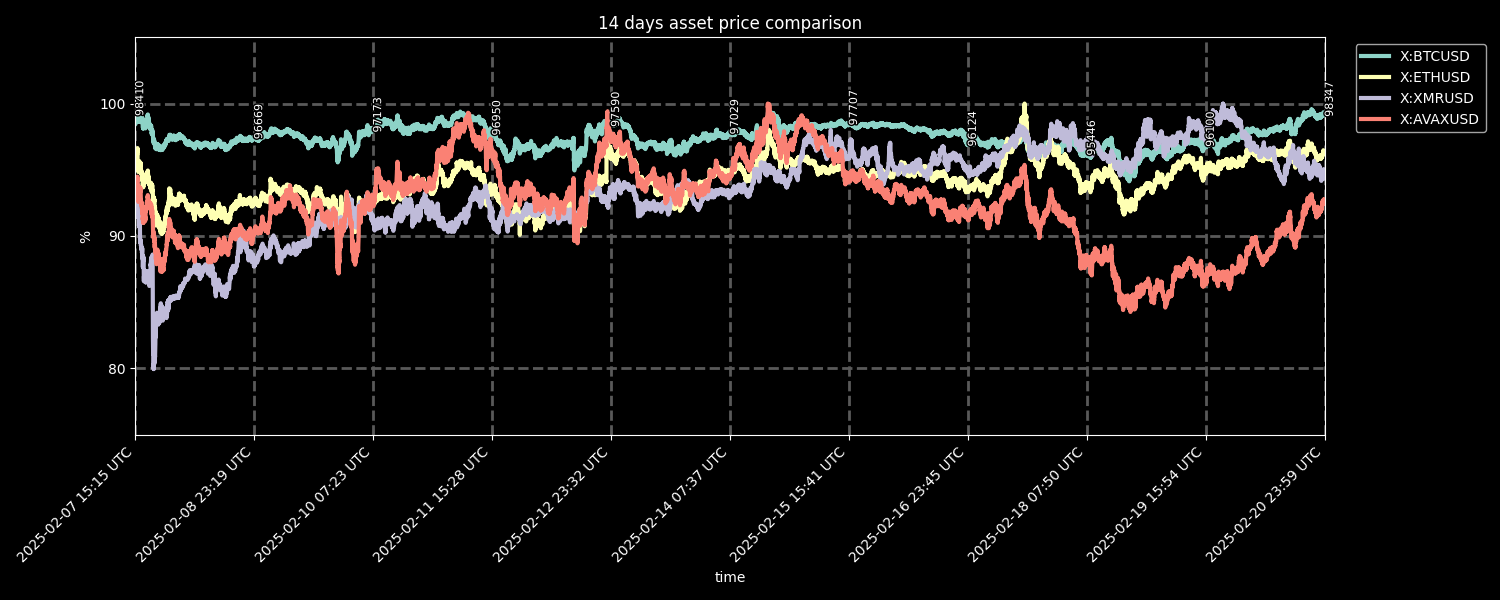 14 days asset price comparison
X:BTCUSD
X:ETHUSD
X:XMRUSD
X:AVAXUSD
%
100
90
80
98410
96669
97173
96950
97590
97029
97707
96124
95446
96100
98347
2025-02-07 15:15 UTC
2025-02-08 23:19 UTC
2025-02-10 07:23 UTC
2025-02-11 15:28 UTC
2025-02-12 23:32 UTC
2025-02-14 07:37 UTC
2025-02-15 15:41 UTC
2025-02-16 23:45 UTC
2025-02-18 07:50 UTC
2025-02-19 15:54 UTC
2025-02-20 23:59 UTC
time